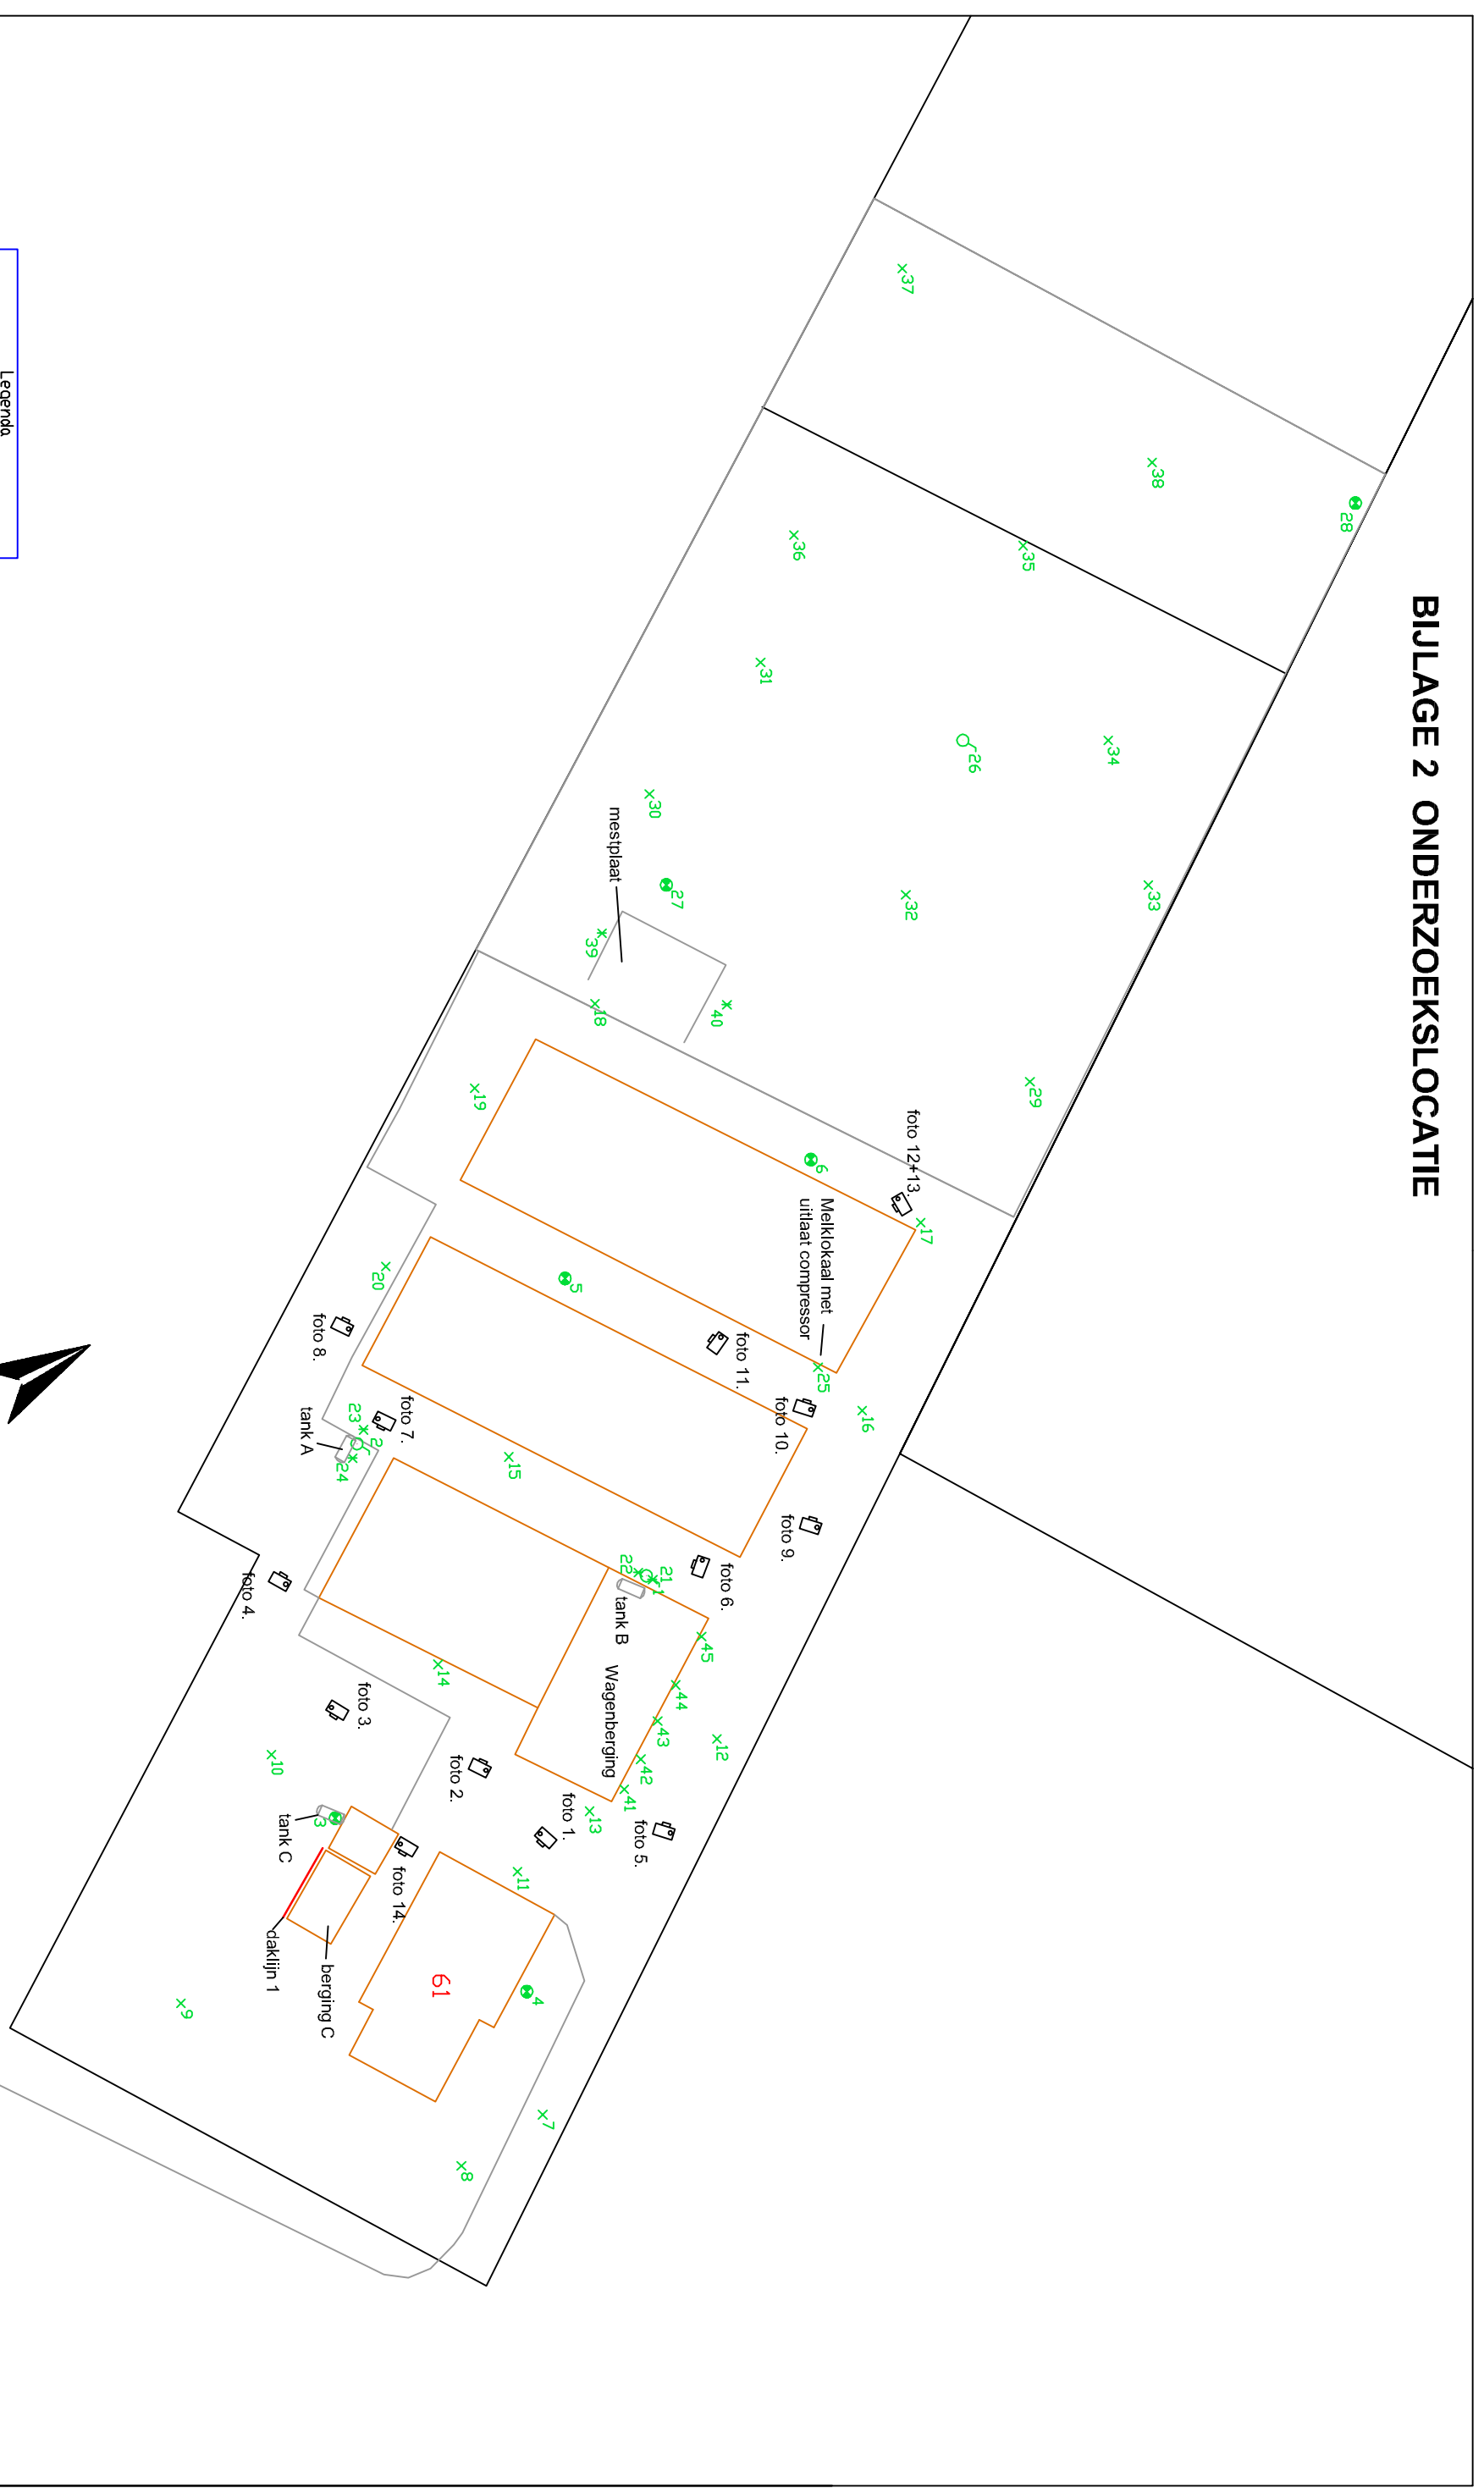 BIJLAGE 2 ONDERZOEKSLOCATIE
28
38
37
35
36
34
33
31
26
30
32
27
mestplaat
39
40
18
29
foto 12+13.
17
6
19
Melklokaal met
uitlaat compressor
25
16
5
foto 11.
foto 10.
20
foto 8.
foto 7.
23
2
tank A
24
15
foto 9.
foto 6.
21
22
1
tank B
45
44
43
12
42
41
13
Wagenberging
foto 4.
14
foto 3.
foto 2.
foto 1.
foto 5.
10
11
3
tank C
foto 14.
daklijn 1
berging C
61
4
9
7
8
Legenda